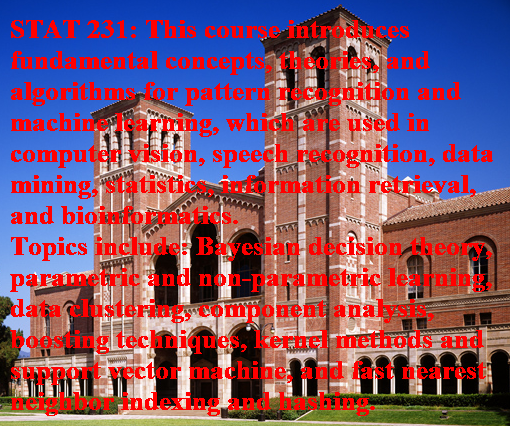 STAT 231: This course introduces
fundamental concepts, theories, and
algorithms for pattern recognition and
machine learning, which are used in
computer vision, speech recognition, data
mining, statistics, information retrieval,
and bioinformatics.
Topics include: Bayesian decision theory,
parametric and non-parametric learning,
data clustering, component analysis,
boosting techniques, kernel methods and
support vector machine, and fast nearest
neighbor indexing and hashing.